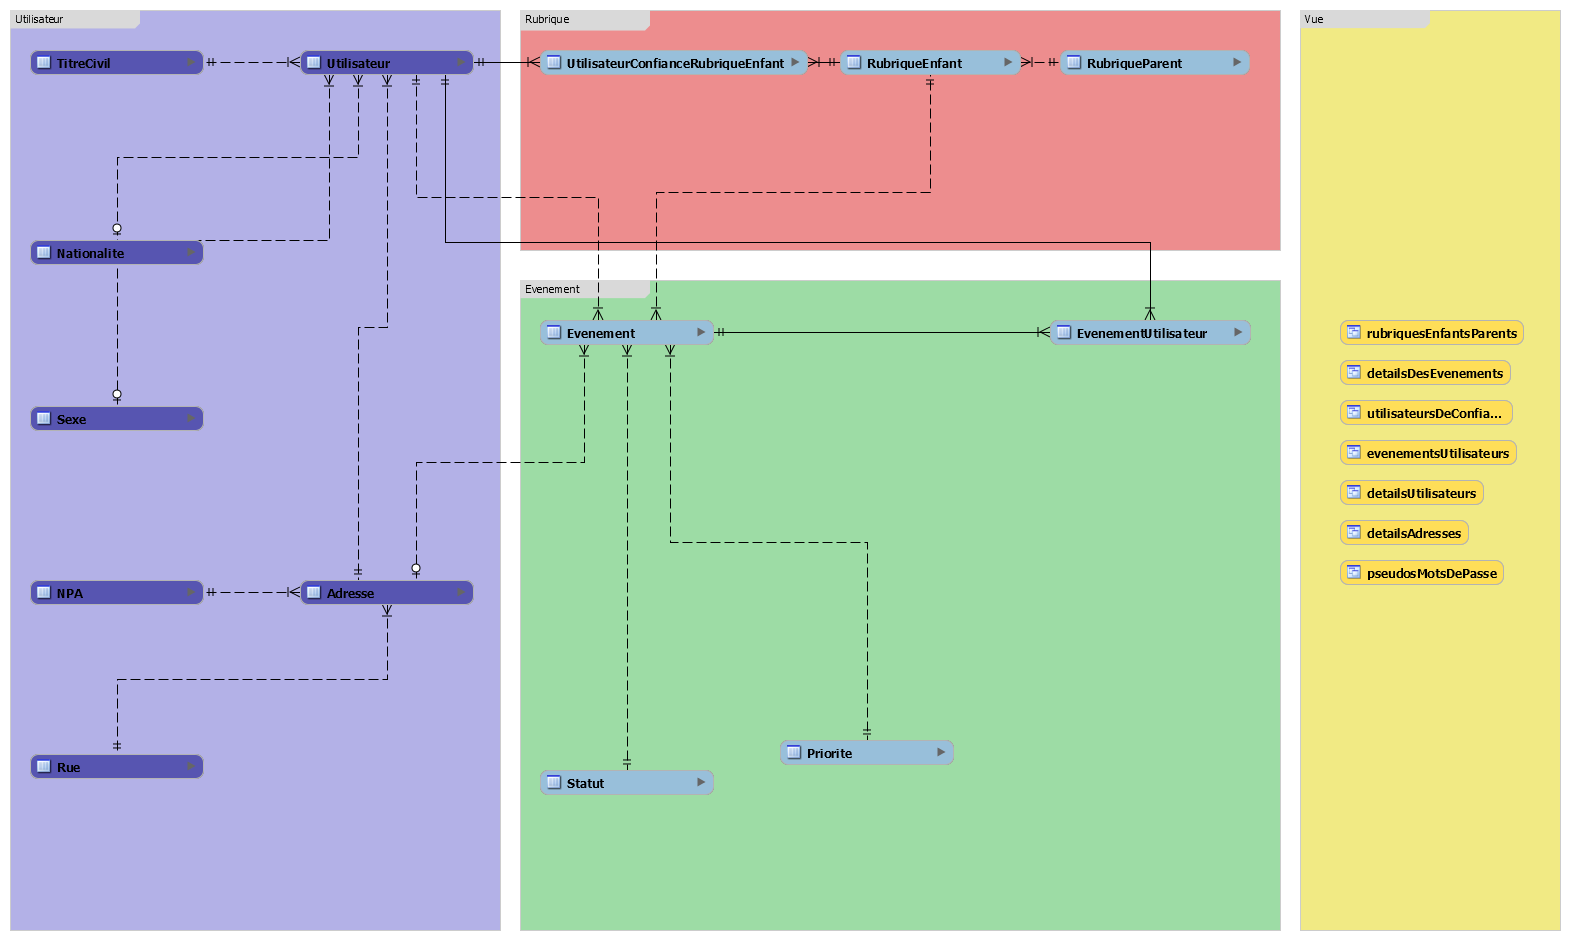 Utilisateur
TitreCivil
Utilisateur
Nationalite
Sexe
NPA
Adresse
Rue
Rubrique
UtilisateurConfianceRubriqueEnfant
RubriqueEnfant
RubriqueParent
Evenement
Evenement
EvenementUtilisateur
Priorite
Statut
Vue
rubriquesEnfantsParents
detailsDesEvenements
utilisateursDeConfia...
evenementsUtilisateurs
detailsUtilisateurs
detailsAdresses
pseudosMotsDePasse